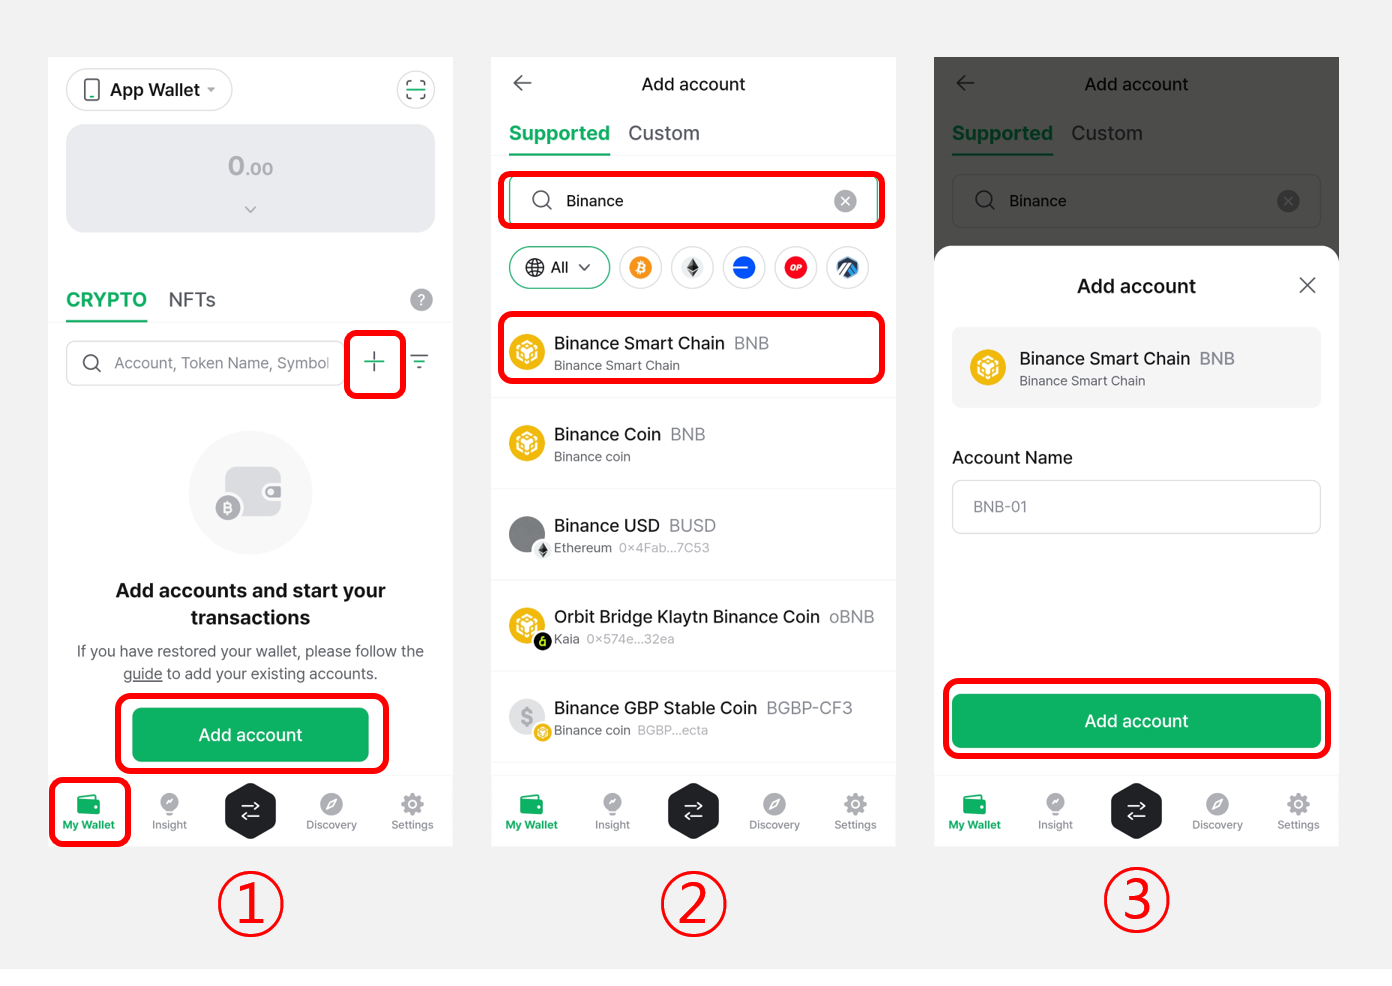 App Wallet
0.00
CRYPTO NFTs ?
Account, Token Name, Symbol
Add accounts and start your
transactions
If you have restored your wallet, please follow the
guide to add your existing accounts.
Add account
My Wallet Insight Discovery Settings
①
Add account
Supported Custom
Binance
All OP
Binance Smart Chain BNB
Binance Smart Chain
Binance Coin BNB
Binance coin
Binance USD BUSD
Ethereum 0×4Fab...7C53
Orbit Bridge Klaytn Binance Coin oBNB
Kaia 0×574e...32ea
Binance GBP Stable Coin BGBP-CF3
Binance coin BGBP...ecta
My Wallet Insight Discovery Settings
②
Add account
Supported Custom
Binance
Add account
Binance Smart Chain BNB
Binance Smart Chain
Account Name
BNB-01
Add account
My Wallet Insight Discovery Settings
③